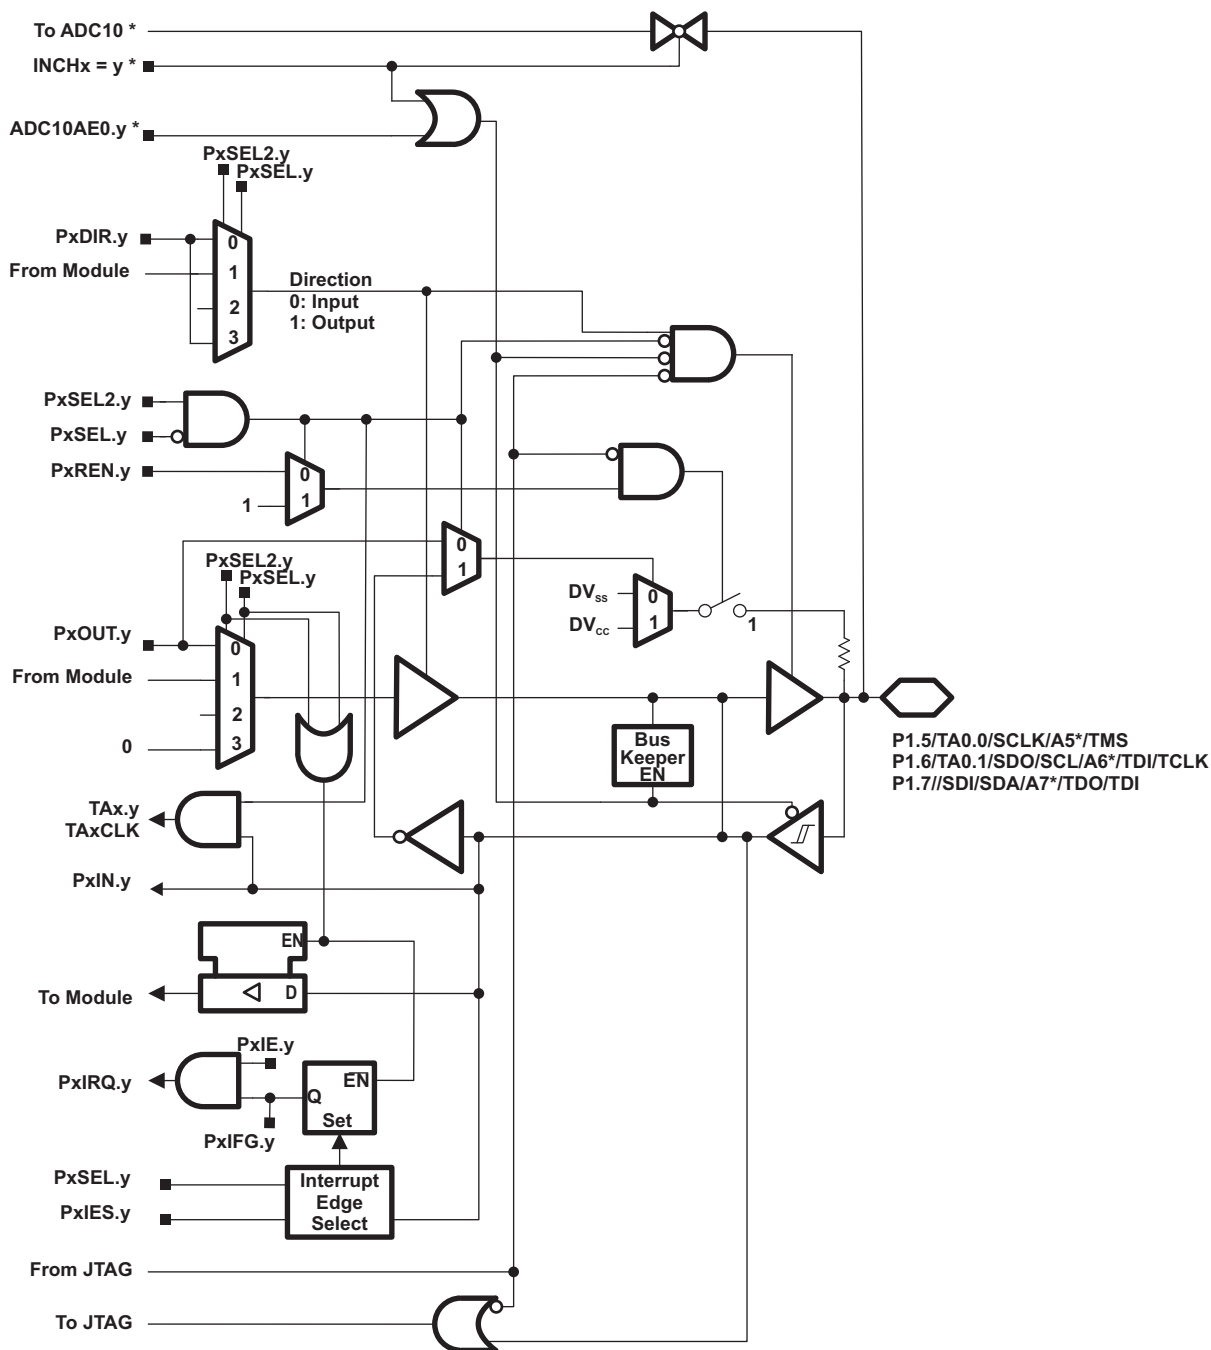 To ADC10 *
INCHx = y *
ADC10AE0.y *
PxSEL2.y
PxSEL.y
PxDIR.y
0
From Module
1
2
3
Direction
0: Input
1: Output
PxSEL2.y
PxSEL.y
PxREN.y
0
1
1
0
1
PxSEL2.y
PxSEL.y
DVSS
0
DVCC
1
1
PxOUT.y
0
From Module
1
2
0
3
Bus
Keeper
EN
P1.5/TA0.0/SCLK/A5*/TMS
P1.6/TA0.1/SDO/SCL/A6*/TDI/TCLK
P1.7//SDI/SDA/A7*/TDO/TDI
TAx.y
TAxCLK
PxIN.y
EN
To Module
D
PxIE.y
PxIRQ.y
EN
Q
Set
PxIFG.y
PxSEL.y
PxIES.y
Interrupt
Edge
Select
From JTAG
To JTAG